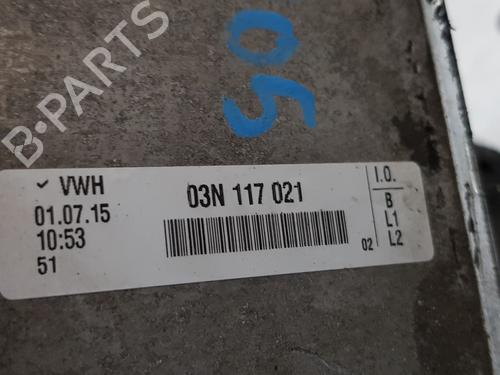 B-PARTS
05
✓ VWH
01.07.15
10:53
51
03N 117 021
I.O.
B
L1
02 L2